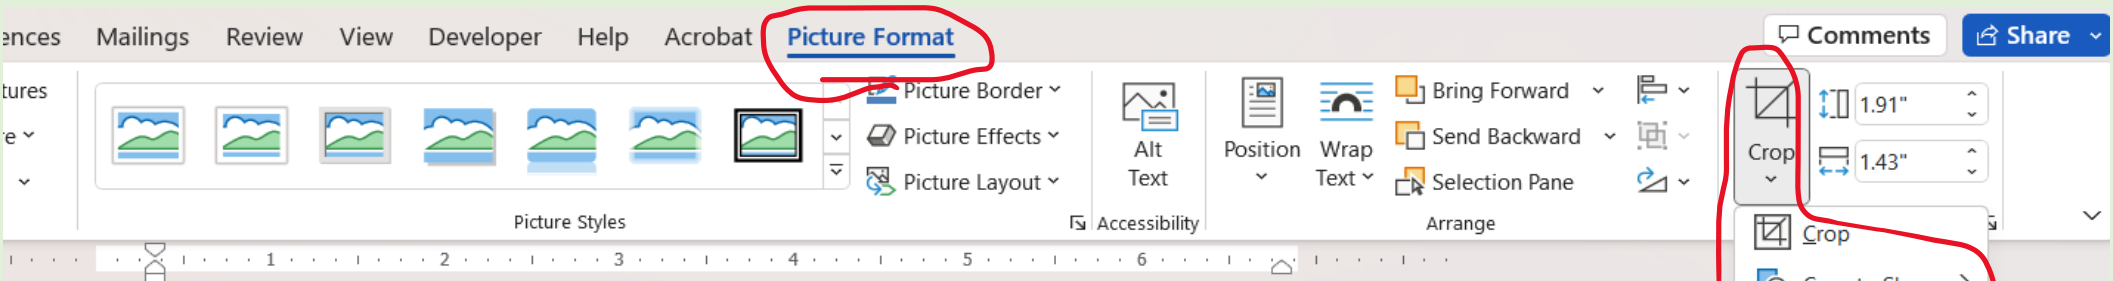 ences Mailings Review View Developer Help Acrobat Picture Format Comments Share
tures Picture Border Bring Forward 1.91"
re Picture Effects Send Backward
Alt Text Position Wrap Text Crop 1.43"
Picture Layout Selection Pane
Picture Styles Accessibility Arrange
Crop
1 2 3 4 5 6